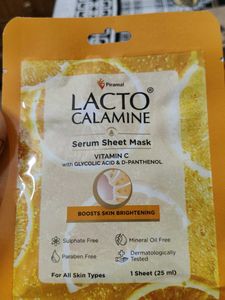 Piramal
LACTO®
CALAMINE
Serum Sheet Mask
VITAMIN C
with GLYCOLIC ACID & D-PANTHENOL
BOOSTS SKIN BRIGHTENING
Sulphate Free
Mineral Oil Free
Paraben Free
Dermatologically
Tested
For All Skin Types
1 Sheet (25 ml)